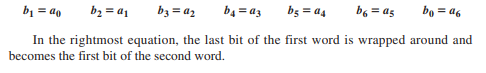 b₁ = a₀ b₂ = a₁ b₃ = a₂ b₄ = a₃ b₅ = a₄ b₆ = a₅ b₀ = a₆
In the rightmost equation, the last bit of the first word is wrapped around and
becomes the first bit of the second word.